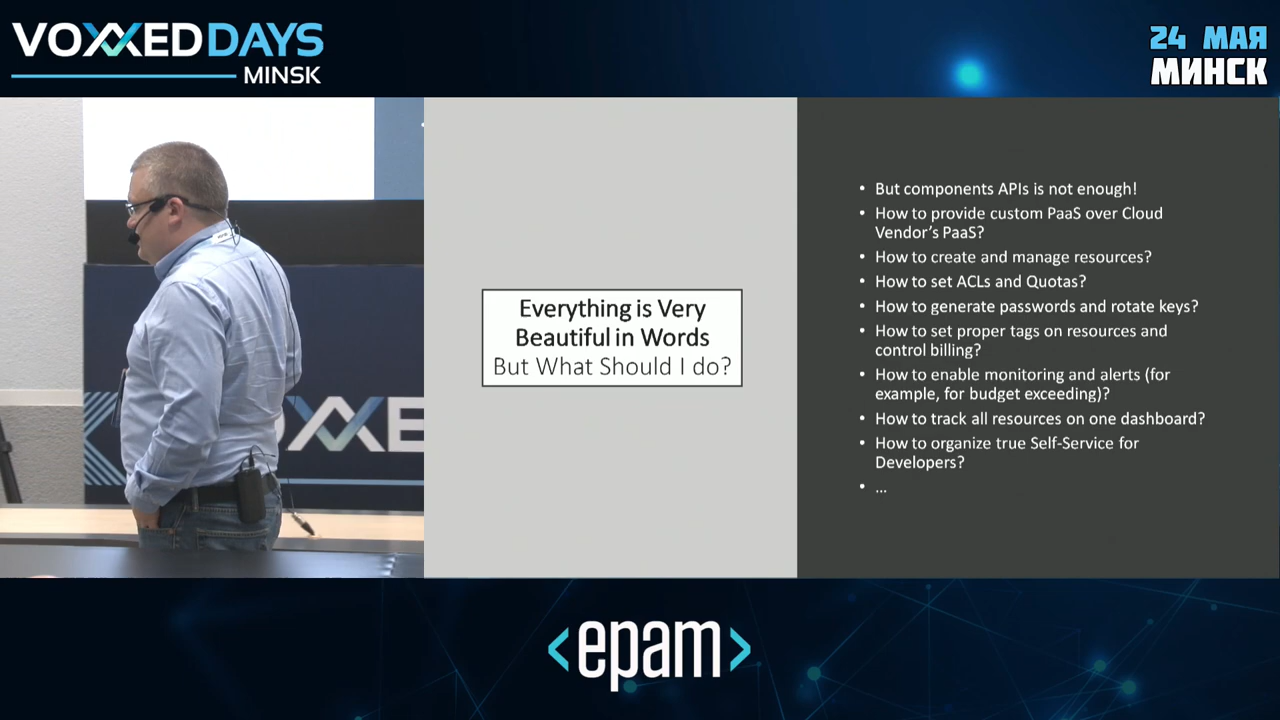 VOXXEDDAYS
MINSK
24 МАЯ
МИНСК
Everything is Very
Beautiful in Words
But What Should I do?
• But components APIs is not enough!
• How to provide custom PaaS over Cloud
Vendor's PaaS?
• How to create and manage resources?
• How to set ACLs and Quotas?
• How to generate passwords and rotate keys?
• How to set proper tags on resources and
control billing?
• How to enable monitoring and alerts (for
example, for budget exceeding)?
• How to track all resources on one dashboard?
• How to organize true Self-Service for
Developers?
• ...
<epam>